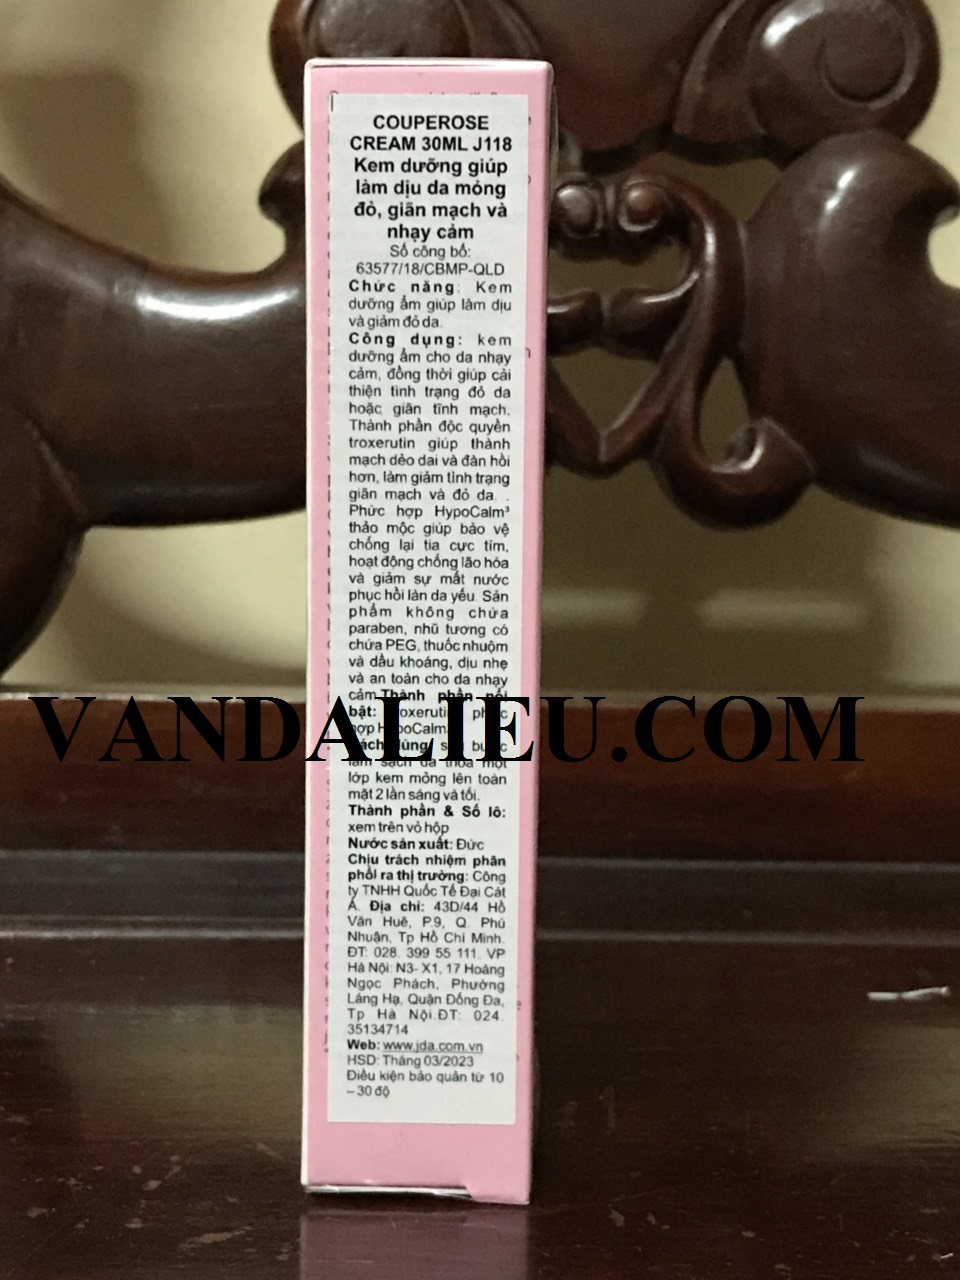 COUPEROSE
CREAM 30ML J118
Kem dưỡng giúp
làm dịu da mỏng
đỏ, giãn mạch và
nhạy cảm
Số công bố:
63577/18/CBMP-QLD
Chức năng: Kem
dưỡng ẩm giúp làm dịu
và giảm đỏ da.
Công dụng: kem
dưỡng ẩm cho da nhạy
cảm, đồng thời giúp cải
thiện tình trạng đỏ da
hoặc giãn tĩnh mạch.
Thành phần độc quyền
troxerutin giúp thành
mạch dẻo dai và đàn hồi
hơn, làm giảm tình trạng
giãn mạch và đỏ da. .
Phức hợp HypoCalm³
thảo mộc giúp bảo vệ
chống lại tia cực tím,
hoạt động chống lão hóa
và giảm sự mất nước
phục hồi làn da yếu. Sản
phẩm không chứa
paraben, nhũ tương có
chứa PEG, thuốc nhuộm
và dầu khoáng, dịu nhẹ
và an toàn cho da nhạy
cảm.Thành phần nổi
VANDALIEU.COM
bật:
làm sạch da thoa một
lớp kem mỏng lên toàn
mặt 2 lần sáng và tối.
Thành phần & Số lô:
xem trên vỏ hộp
Nước sản xuất: Đức
Chịu trách nhiệm phân
phối ra thị trường: Công
ty TNHH Quốc Tế Đại Cát
Á. Địa chỉ: 43D/44 Hồ
Văn Huê, P.9, Q. Phú
Nhuận, Tp Hồ Chí Minh.
ĐT: 028. 399 55 111. VP
Hà Nội: N3- X1, 17 Hoàng
Ngọc Phách, Phường
Láng Hạ, Quận Đống Đa,
Tp Hà Nội.ĐT: 024.
35134714
Web: www.jda.com.vn
HSD: Tháng 03/2023
Điều kiện bảo quản từ 10
– 30 độ